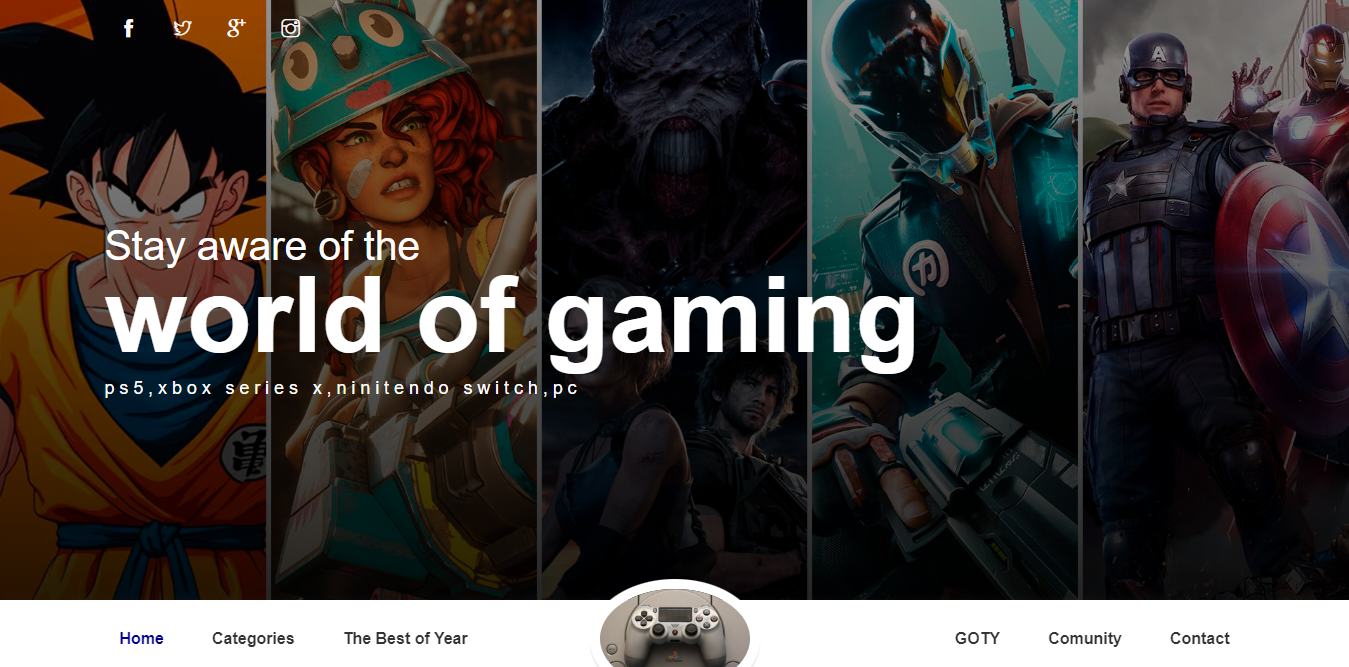 Stay aware of the
world of gaming
ps5,xbox series x,ninitendo switch,pc
Home Categories The Best of Year GOTY Comunity Contact